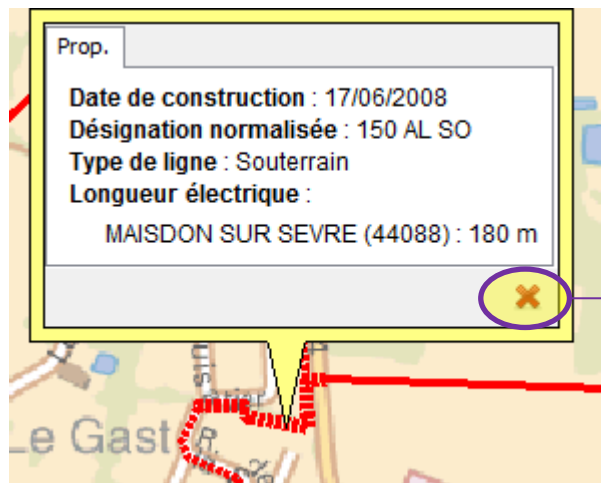 Prop.
Date de construction : 17/06/2008
Désignation normalisée : 150 AL SO
Type de ligne : Souterrain
Longueur électrique :
MAISDON SUR SEVRE (44088) : 180 m
Le Gast
R.